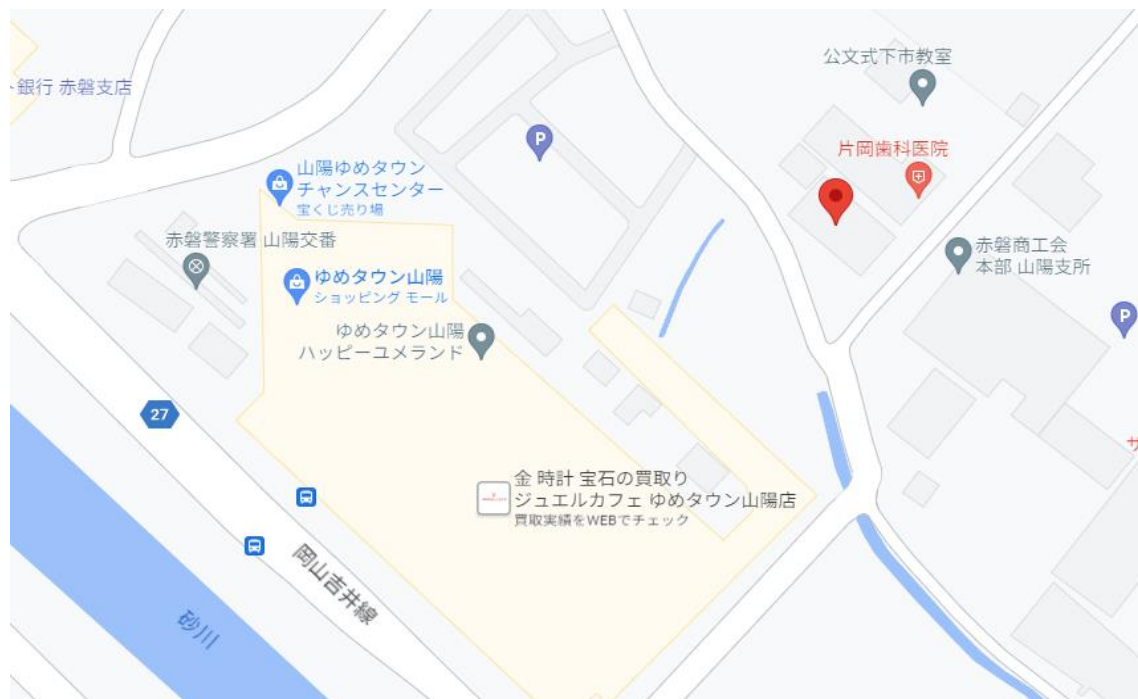 公文式下市教室
銀行 赤磐支店
片岡歯科医院
山陽ゆめタウン
チャンスセンター
宝くじ売り場
赤磐警察署 山陽交番
赤磐商工会
本部 山陽支所
ゆめタウン山陽
ショッピング モール
ゆめタウン山陽
ハッピーユメランド
27
金 時計 宝石の買取り
ジュエルカフェ ゆめタウン山陽店
買取実績をWEBでチェック
岡山吉井線
砂川
P
P